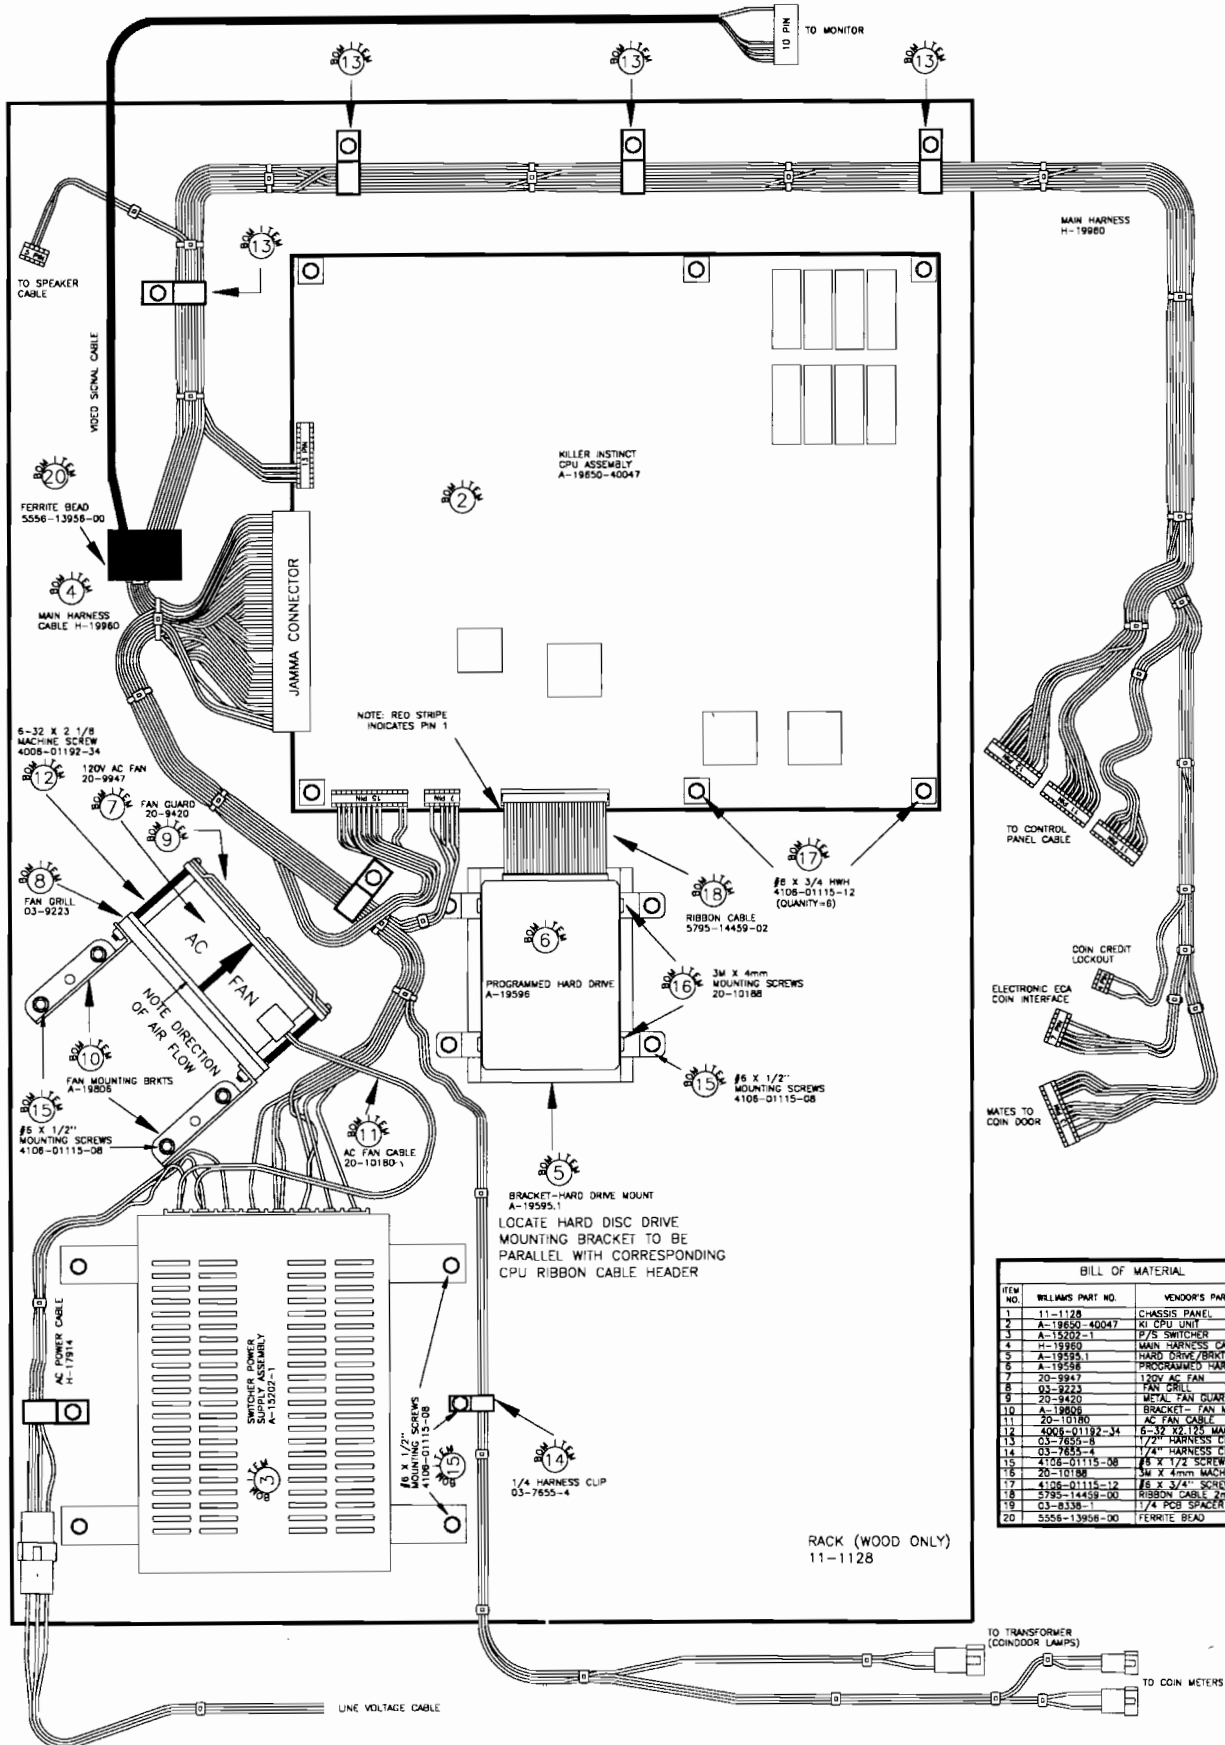 10 PIN
TO MONITOR
BOM ITEM
13
BOM ITEM
13
BOM ITEM
13
MAIN HARNESS
H-19960
BOM ITEM
13
TO SPEAKER
CABLE
VIDEO SIGNAL CABLE
13 PIN
KILLER INSTINCT
CPU ASSEMBLY
A-19650-40047
BOM ITEM
2
BOM ITEM
20
FERRITE BEAD
5556-13956-00
BOM ITEM
4
MAIN HARNESS
CABLE H-19960
JAMMA CONNECTOR
NOTE: RED STRIPE
INDICATES PIN 1
6-32 X 2 1/8
MACHINE SCREW
4006-01192-34
BOM ITEM
12
120V AC FAN
20-9947
BOM ITEM
7
FAN GUARD
20-9420
BOM ITEM
9
BOM ITEM
8
FAN GRILL
03-9223
15
PIN
7
PIN
TO CONTROL
PANEL CABLE
BOM ITEM
17
#6 X 3/4 HWH
4106-01115-12
(QUANTITY=6)
BOM ITEM
18
RIBBON CABLE
5795-14459-02
BOM ITEM
6
PROGRAMMED HARD DRIVE
A-19596
BOM ITEM
16
3M X 4mm
MOUNTING SCREWS
20-10188
AC
FAN
NOTE DIRECTION
OF AIR FLOW
COIN CREDIT
LOCKOUT
ELECTRONIC ECA
COIN INTERFACE
BOM ITEM
10
FAN MOUNTING BRKTS
A-19806
BOM ITEM
15
#6 X 1/2"
MOUNTING SCREWS
4106-01115-08
BOM ITEM
15
#6 X 1/2"
MOUNTING SCREWS
4106-01115-08
MATES TO
COIN DOOR
BOM ITEM
11
AC FAN CABLE
20-10180
BOM ITEM
5
BRACKET-HARD DRIVE MOUNT
A-19595.1
LOCATE HARD DISC DRIVE
MOUNTING BRACKET TO BE
PARALLEL WITH CORRESPONDING
CPU RIBBON CABLE HEADER
AC POWER CABLE
H-17914
SWITCHER POWER
SUPPLY ASSEMBLY
A-15202-1
BOM ITEM
3
#6 X 1/2"
MOUNTING SCREWS
4106-01115-08
BOM ITEM
15
BOM ITEM
14
1/4 HARNESS CLIP
03-7655-4
RACK (WOOD ONLY)
11-1128
BILL OF MATERIAL
ITEM NO. WILLIAMS PART NO. VENDOR'S PAR
1 11-1128 CHASSIS PANEL
2 A-19650-40047 KI CPU UNIT
3 A-15202-1 P/S SWITCHER
4 H-19960 MAIN HARNESS CA
5 A-19595.1 HARD DRIVE/BRKT
6 A-19596 PROGRAMMED HAR
7 20-9947 120V AC FAN
8 03-9223 FAN GRILL
9 20-9420 METAL FAN GUAR
10 A-19806 BRACKET- FAN M
11 20-10180 AC FAN CABLE
12 4006-01192-34 6-32 X2.125 MA
13 03-7655-8 1/2" HARNESS C
14 03-7655-4 1/4" HARNESS C
15 4106-01115-08 #6 X 1/2 SCREW
16 20-10188 3M X 4mm MACH
17 4106-01115-12 #6 X 3/4" SCRE
18 5795-14459-00 RIBBON CABLE 2
19 03-8338-1 1/4 PCB SPACER
20 5556-13956-00 FERRITE BEAD
TO TRANSFORMER
(COINDOOR LAMPS)
TO COIN METERS
LINE VOLTAGE CABLE